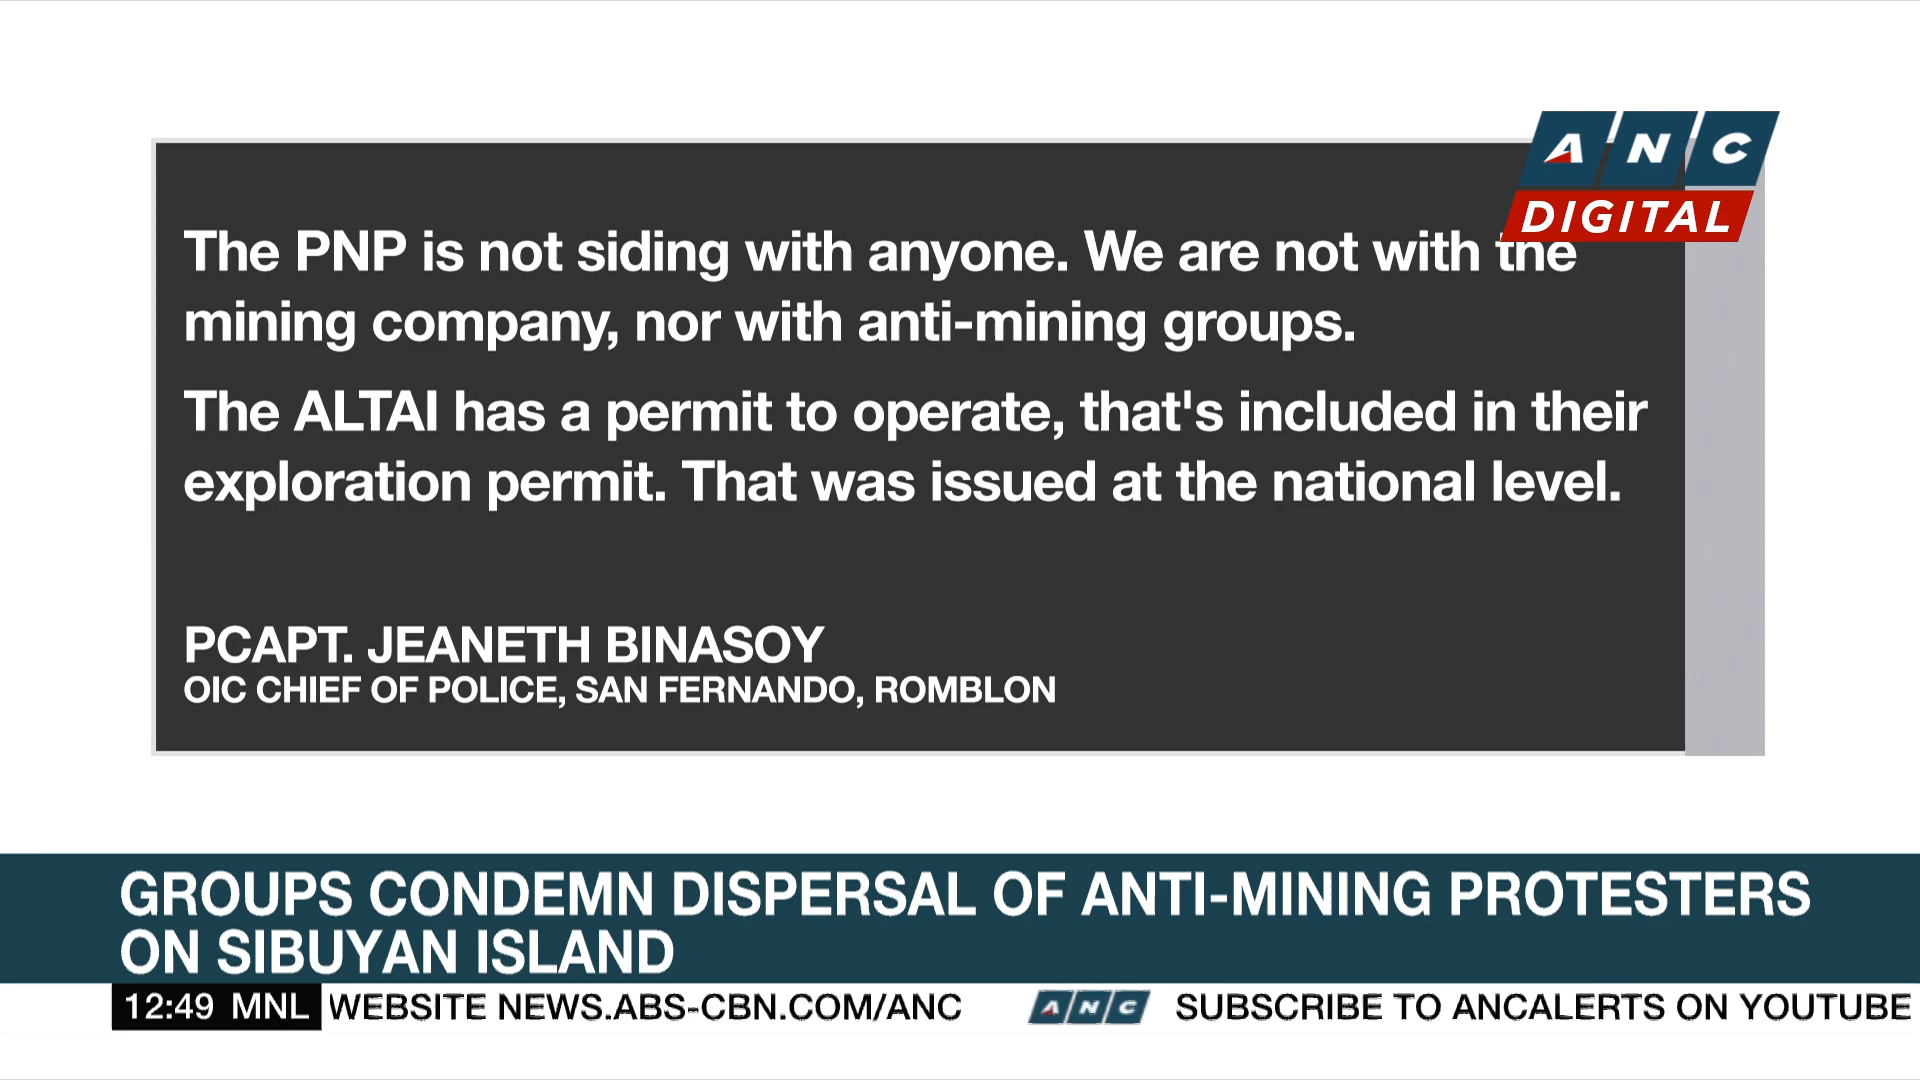 ANC
DIGITAL
The PNP is not siding with anyone. We are not with the
mining company, nor with anti-mining groups.
The ALTAI has a permit to operate, that's included in their
exploration permit. That was issued at the national level.
PCAPT. JEANETH BINASOY
OIC CHIEF OF POLICE, SAN FERNANDO, ROMBLON
GROUPS CONDEMN DISPERSAL OF ANTI-MINING PROTESTERS
ON SIBUYAN ISLAND
12:49 MNL WEBSITE NEWS.ABS-CBN.COM/ANC ANC SUBSCRIBE TO ANCALERTS ON YOUTUBE